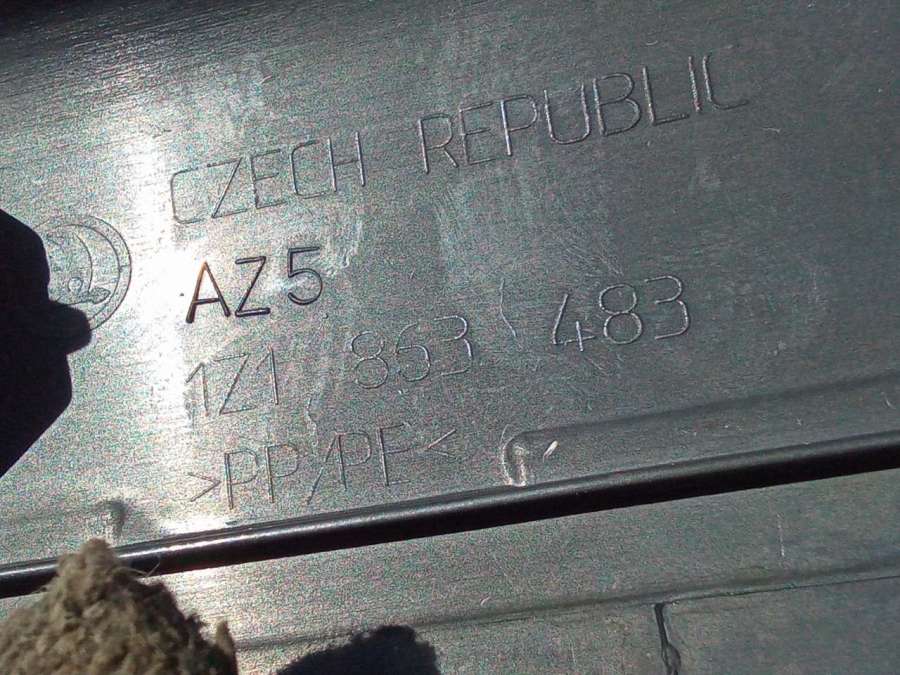 CZECH REPUBLIC
AZ5
1Z1 863 483
>PP/PE<